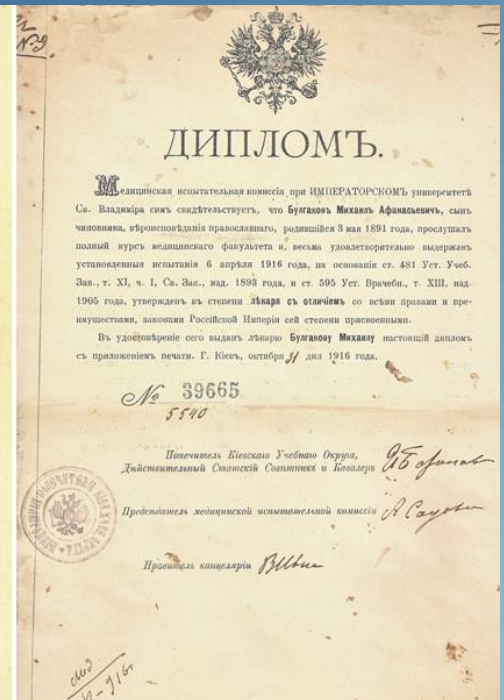 ДИПЛОМЪ.
Медицинская испытательная комиссія при ИМПЕРАТОРСКОМЪ университетѣ
Св. Владиміра симъ свидѣтельствуетъ, что Булгановъ Михаилъ Афанасьевичъ, сынъ
чиновника, вѣроисповѣданія православнаго, родившійся 3 мая 1891 года, прослушалъ
полный курсъ медицинскаго факультета и, весьма удовлетворительно выдержавъ
установленныя испытанія 6 апрѣля 1916 года, на основаніи ст. 481 Уст. Учеб.
Зав., т. XI, ч. I, Св. Зак., изд. 1893 года, и ст. 595 Уст. Врачебн., т. XIII, изд.
1905 года, утвержденъ въ степени лѣкаря съ отличіемъ со всѣми правами и пре-
имуществами, законами Россійской Имперіи сей степени присвоенными.
Въ удостовѣреніе сего выданъ лѣкарю Булганову Михаилу настоящій дипломъ
съ приложеніемъ печати. Г. Кіевъ, октября 31 дня 1916 года.
№ 39665
5540
Попечитель Кіевскаго Учебнаго Округа,
Дѣйствительный Статскій Совѣтникъ и Кавалеръ
Предсѣдатель медицинской испытательной комиссіи
Правитель канцеляріи